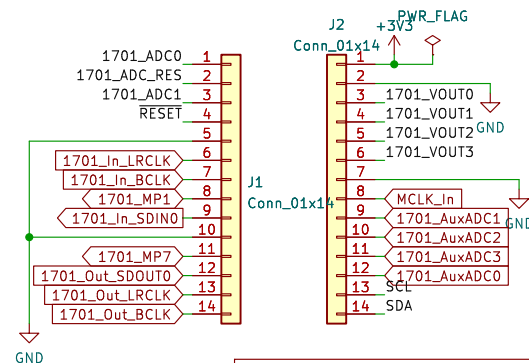 PWR_FLAG
J2
+3V3
Conn_01x14
1701_ADC0 1
1701_ADC_RES 2
1701_ADC1 3
RESET 4
5
1701_In_LRCLK 6
1701_In_BCLK 7
1701_MP1 8
1701_In_SDIN0 9
10
1701_MP7 11
1701_Out_SDOUT0 12
1701_Out_LRCLK 13
1701_Out_BCLK 14
J1
Conn_01x14
GND
1
2
GND
3 1701_VOUT0
4 1701_VOUT1
5 1701_VOUT2
6 1701_VOUT3
7
GND
8 MCLK_In
9 1701_AuxADC1
10 1701_AuxADC2
11 1701_AuxADC3
12 1701_AuxADC0
13 SCL
14 SDA